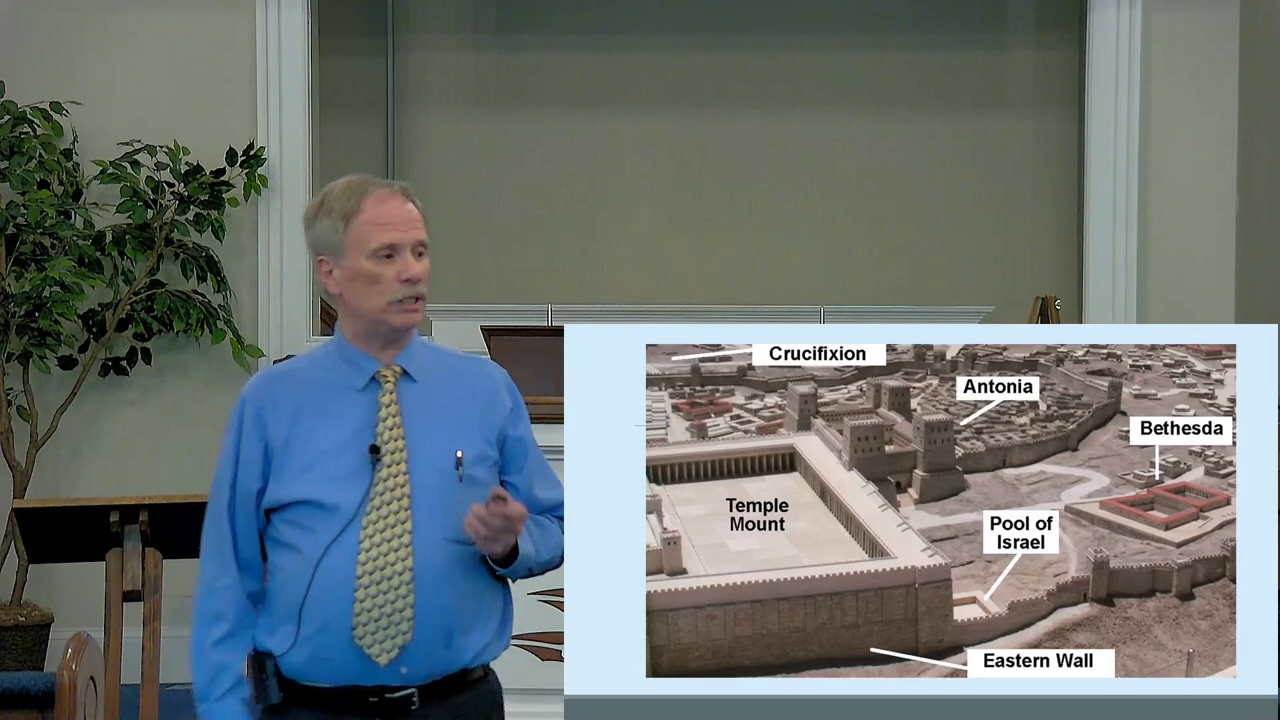 Crucifixion
Antonia
Bethesda
Temple
Mount
Pool of
Israel
Eastern Wall